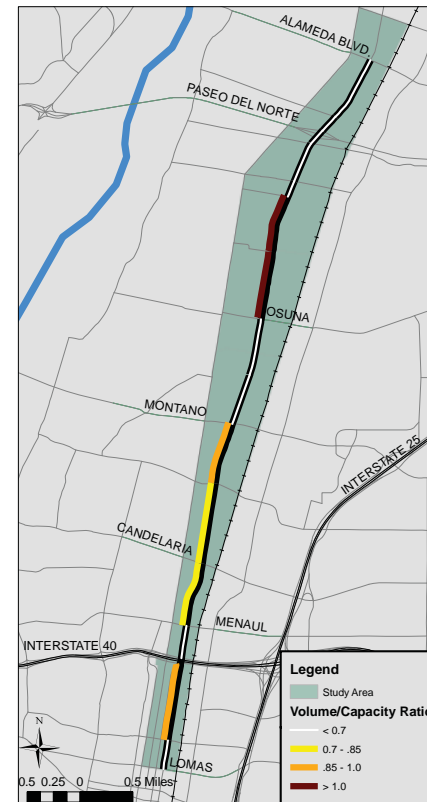 ALAMEDA BLVD.
PASEO DEL NORTE
OSUNA
MONTANO
INTERSTATE 25
CANDELARIA
MENAUL
INTERSTATE 40
Legend
Study Area
Volume/Capacity Ratio
< 0.7
0.7 - .85
.85 - 1.0
> 1.0
N
LOMAS
0.5 0.25 0 0.5 Miles